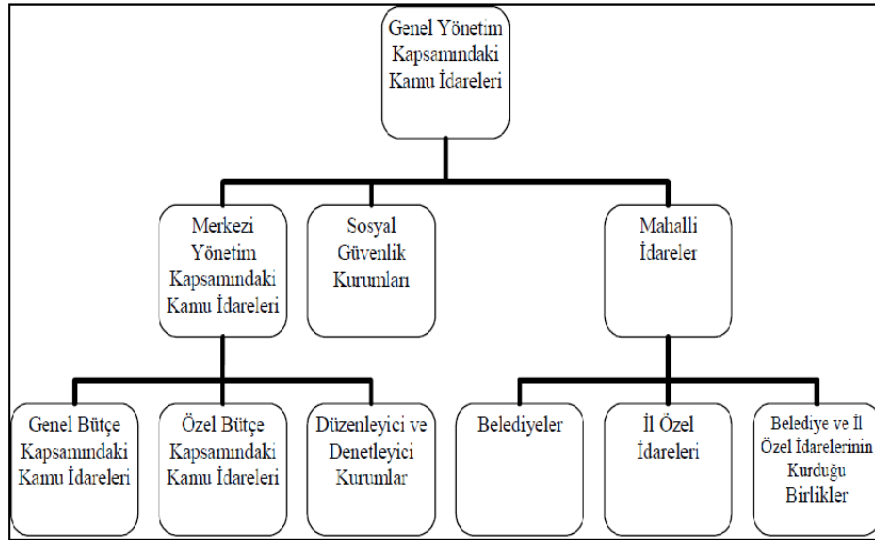 Genel Yönetim
Kapsamındaki
Kamu İdareleri
Merkezi
Yönetim
Kapsamındaki
Kamu İdareleri
Sosyal
Güvenlik
Kurumları
Mahalli
İdareler
Genel Bütçe
Kapsamındaki
Kamu İdareleri
Özel Bütçe
Kapsamındaki
Kamu İdareleri
Düzenleyici ve
Denetleyici
Kurumlar
Belediyeler
İl Özel
İdareleri
Belediye ve İl
Özel İdarelerinin
Kurduğu
Birlikler